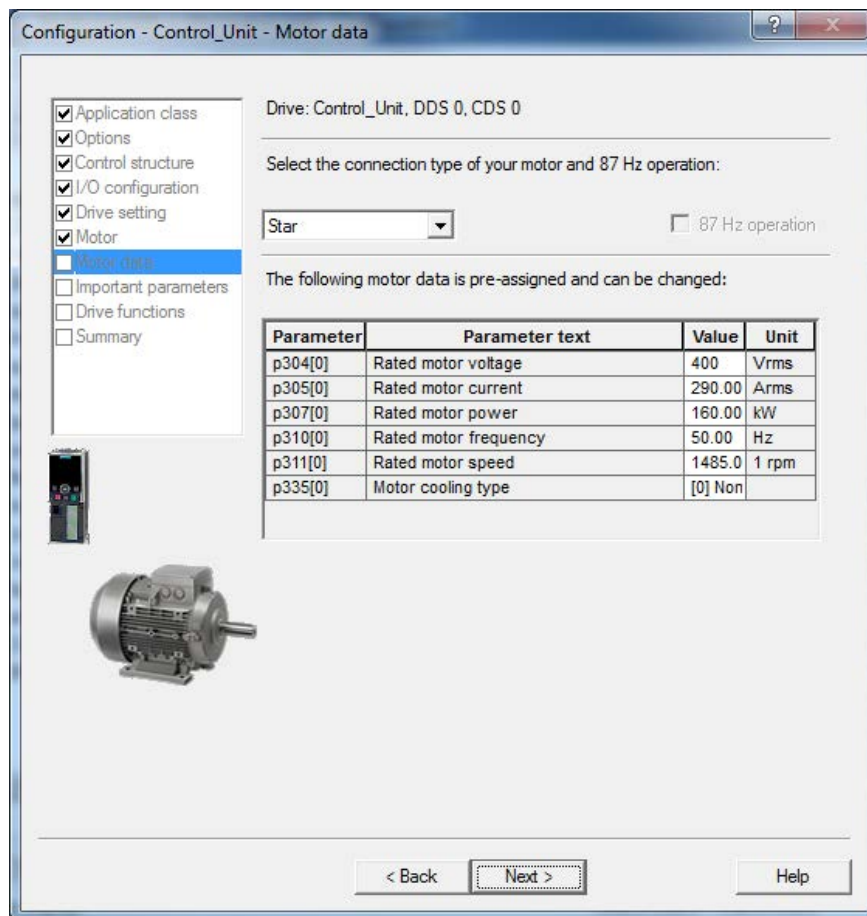 Configuration - Control_Unit - Motor data
?
Application class
Options
Control structure
I/O configuration
Drive setting
Motor
Motor data
Important parameters
Drive functions
Summary
Drive: Control_Unit, DDS 0, CDS 0
Select the connection type of your motor and 87 Hz operation:
Star
87 Hz operation
The following motor data is pre-assigned and can be changed:
Parameter Parameter text Value Unit
p304[0] Rated motor voltage 400 Vrms
p305[0] Rated motor current 290.00 Arms
p307[0] Rated motor power 160.00 kW
p310[0] Rated motor frequency 50.00 Hz
p311[0] Rated motor speed 1485.0 1 rpm
p335[0] Motor cooling type [0] Non
< Back Next > Help